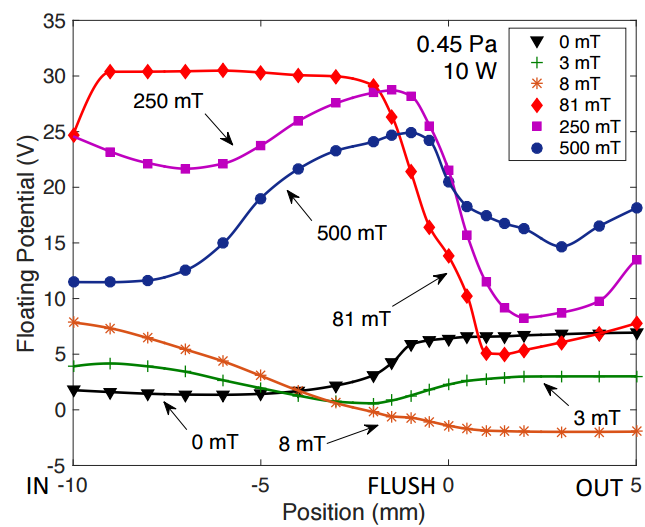 35
30
25
20
15
10
5
0
-5
Floating Potential (V)
0.45 Pa
10 W
0 mT
3 mT
8 mT
81 mT
250 mT
500 mT
250 mT
500 mT
81 mT
0 mT
8 mT
3 mT
IN -10 -5 FLUSH 0 OUT 5
Position (mm)